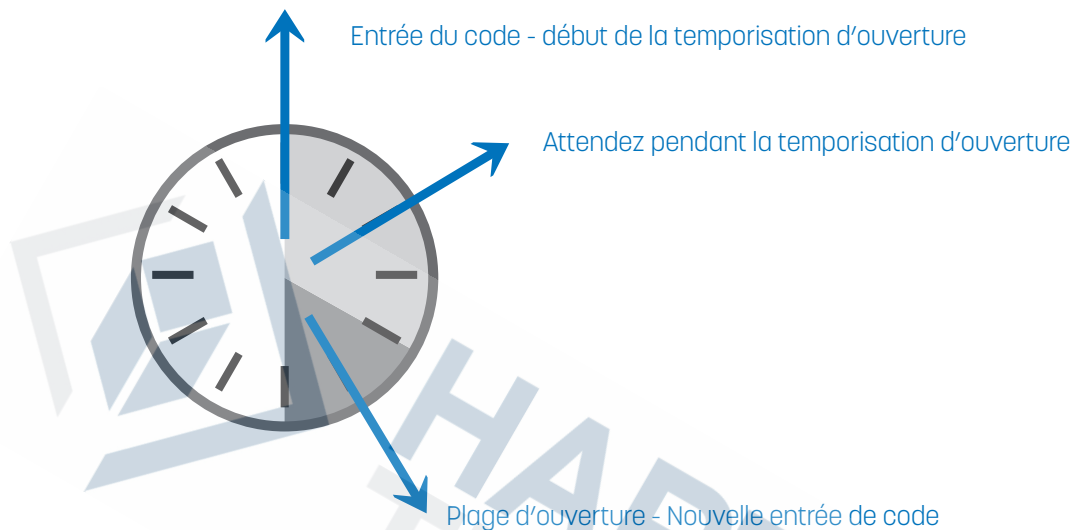 Entrée du code - début de la temporisation d'ouverture
Attendez pendant la temporisation d'ouverture
Plage d'ouverture - Nouvelle entrée de code